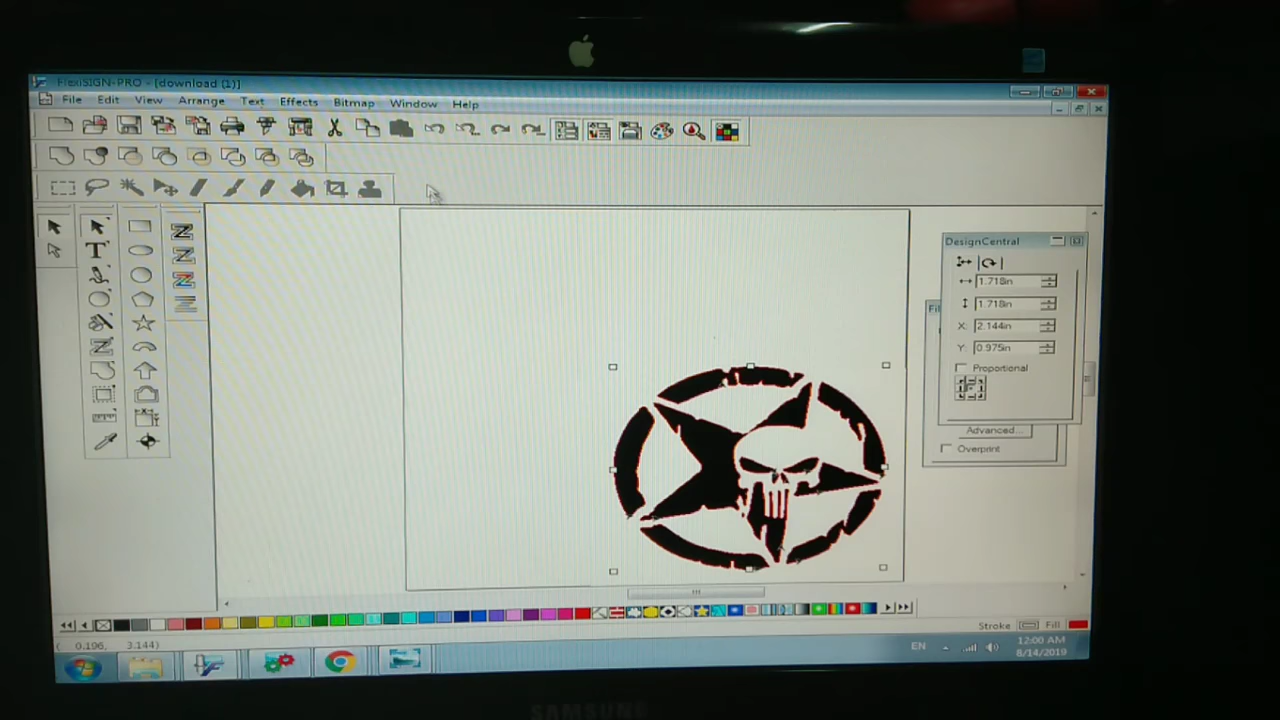 FlexiSIGN-PRO - [download (1)]
File Edit View Arrange Text Effects Bitmap Window Help
DesignCentral
1.718in
1.718in
X: 2.144in
Y: 0.975in
Proportional
Advanced...
Overprint
Stroke Fill
( 0.196, 3.144)
EN
12:00 AM
8/14/2019
SAMSUNG